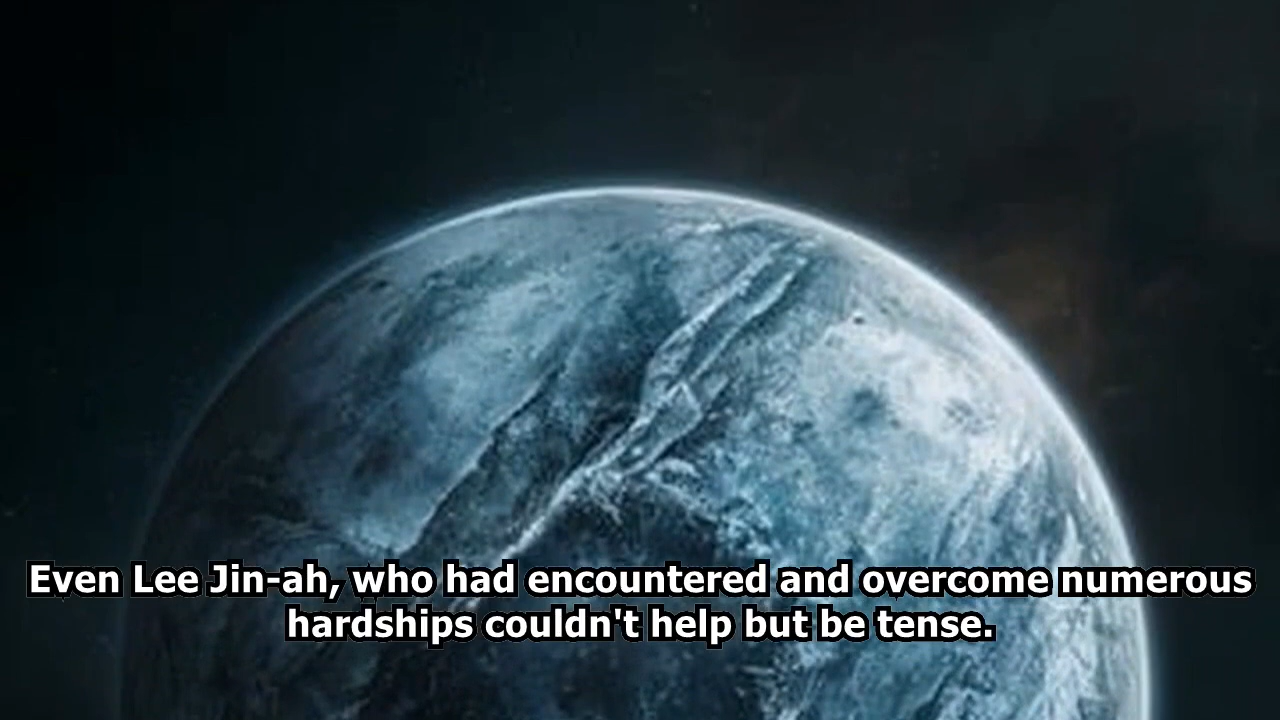 Even Lee Jin-ah, who had encountered and overcome numerous
hardships couldn't help but be tense.